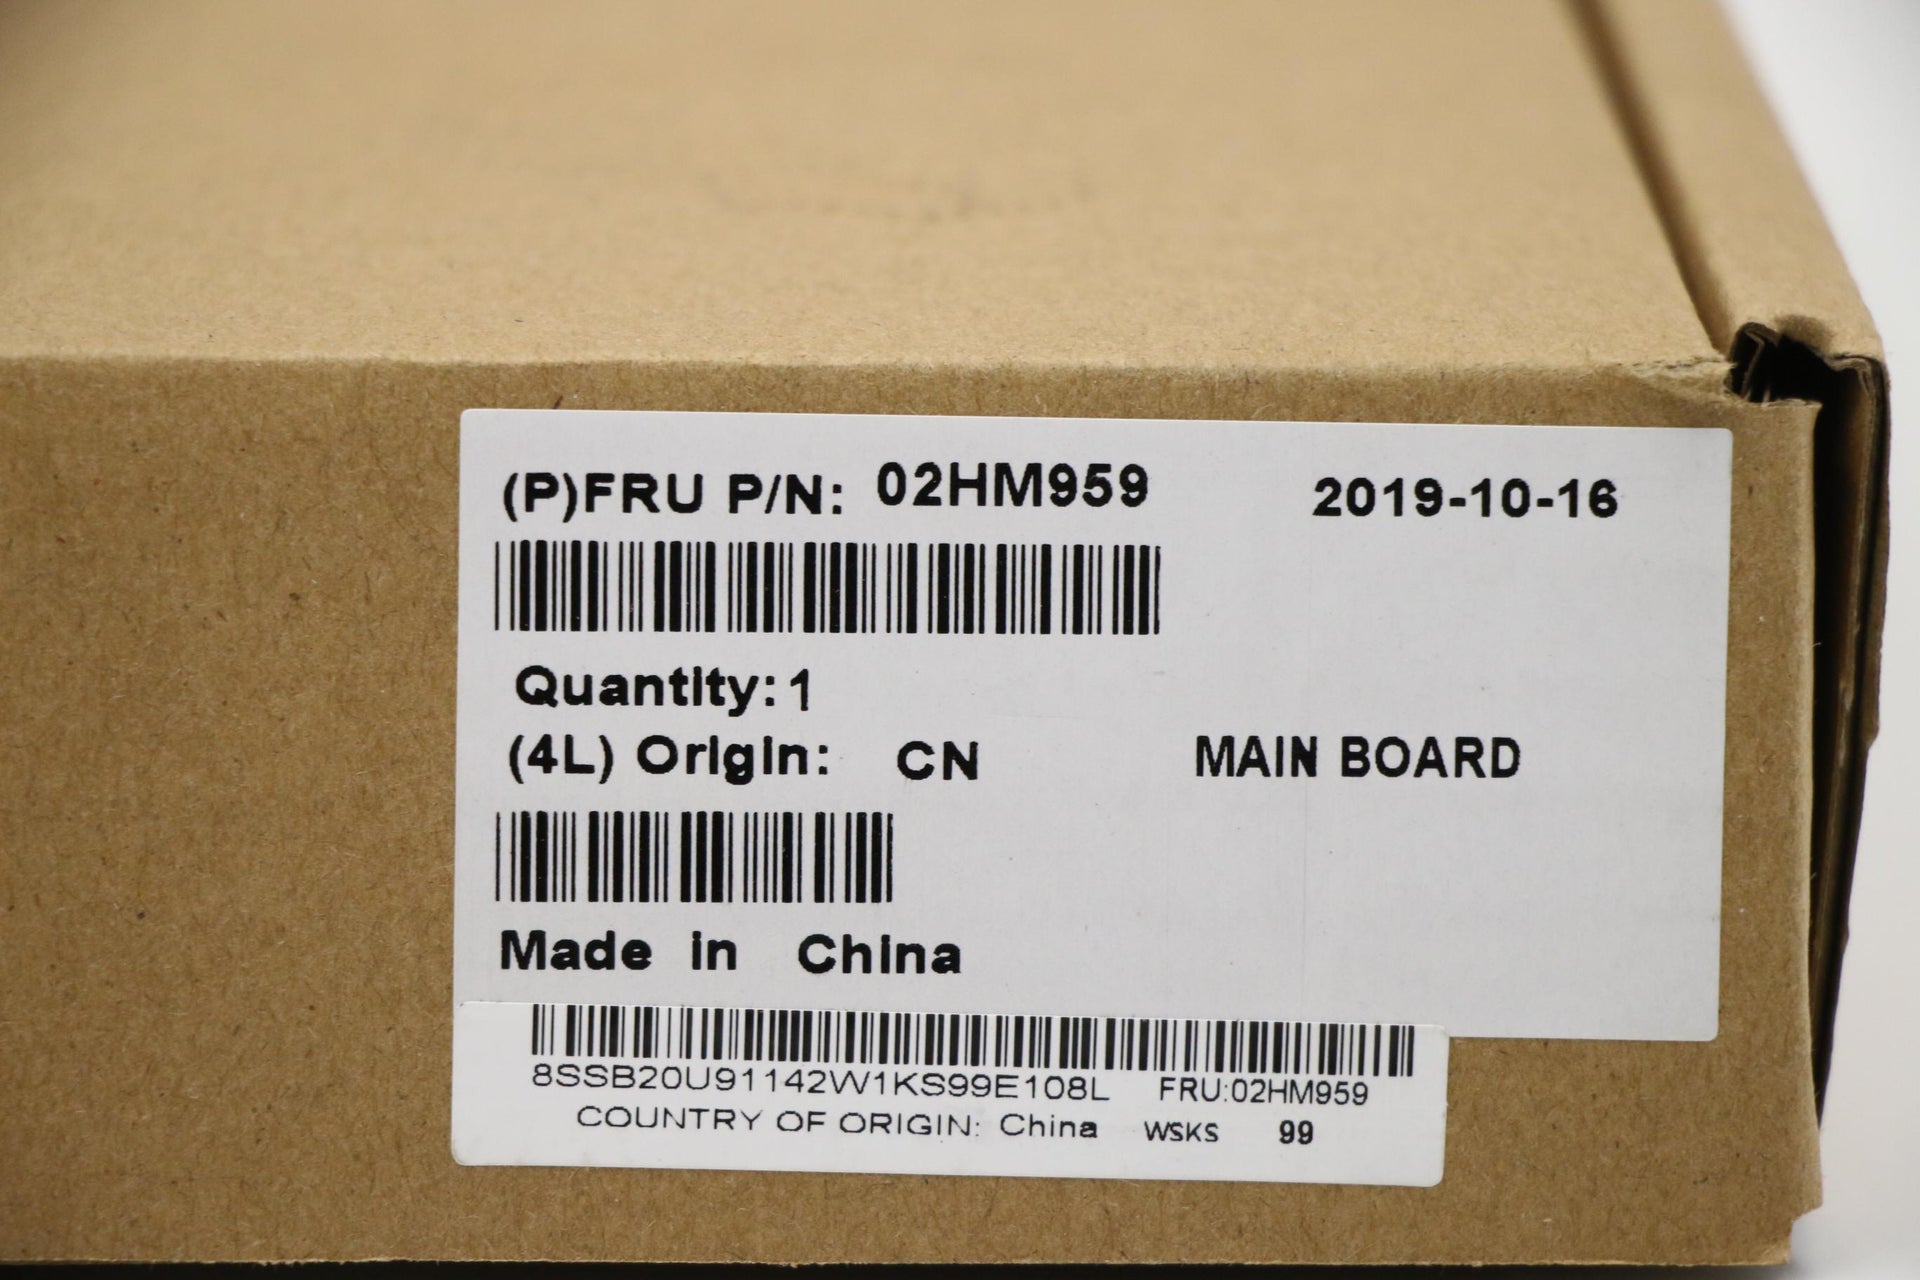 (P)FRU P/N: 02HM959 2019-10-16
Quantity: 1
(4L) Origin: CN MAIN BOARD
Made in China
8SSB20U91142W1KS99E108L FRU:02HM959
COUNTRY OF ORIGIN: China WSKS 99